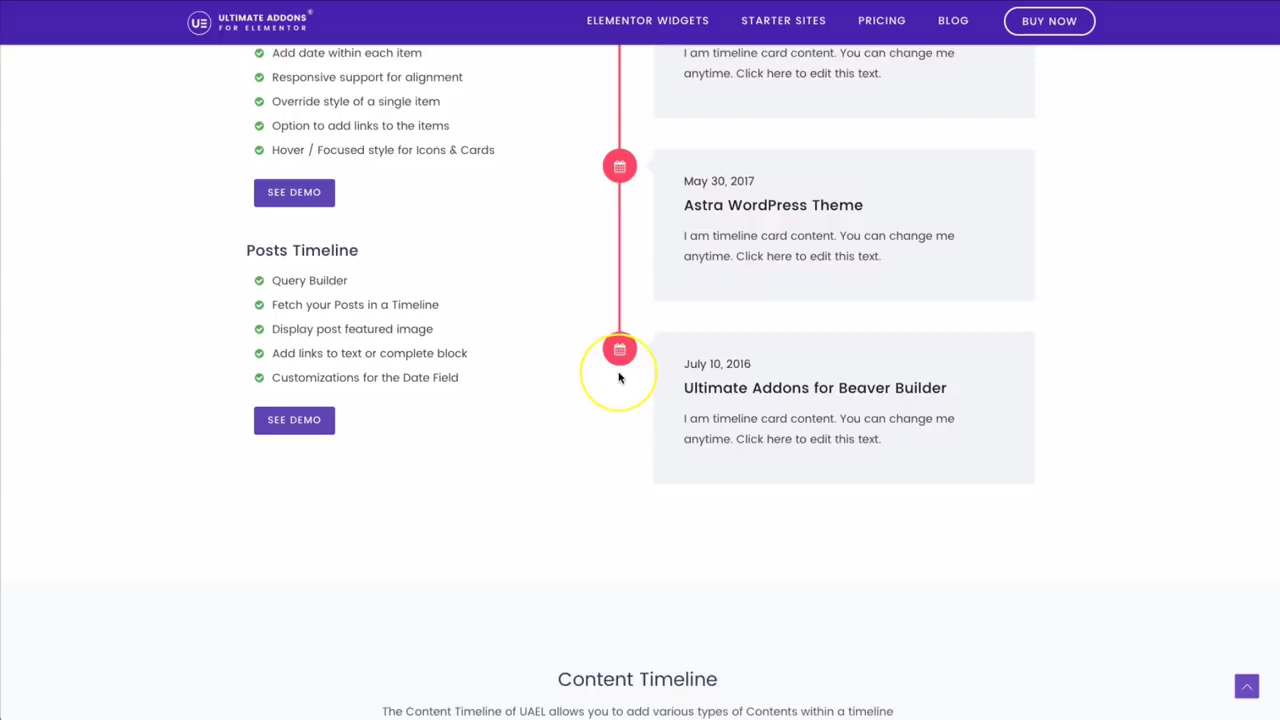 ULTIMATE ADDONS®
FOR ELEMENTOR
ELEMENTOR WIDGETS
STARTER SITES
PRICING
BLOG
BUY NOW
Add date within each item
Responsive support for alignment
Override style of a single item
Option to add links to the items
Hover / Focused style for Icons & Cards
SEE DEMO
Posts Timeline
Query Builder
Fetch your Posts in a Timeline
Display post featured image
Add links to text or complete block
Customizations for the Date Field
SEE DEMO
I am timeline card content. You can change me
anytime. Click here to edit this text.
May 30, 2017
Astra WordPress Theme
I am timeline card content. You can change me
anytime. Click here to edit this text.
July 10, 2016
Ultimate Addons for Beaver Builder
I am timeline card content. You can change me
anytime. Click here to edit this text.
Content Timeline
The Content Timeline of UAEL allows you to add various types of Contents within a timeline